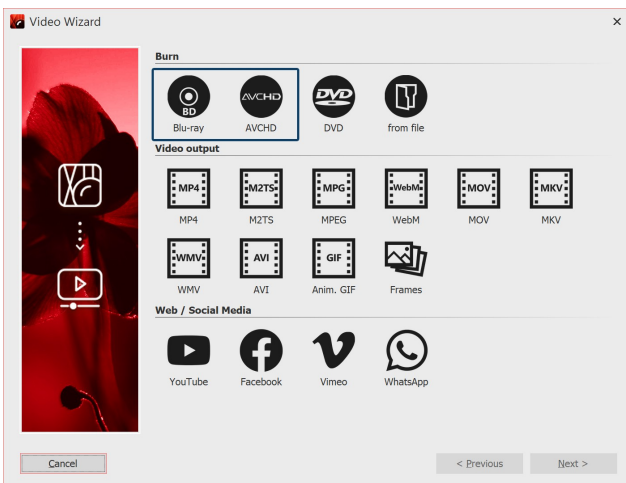 Video Wizard
Burn
BD AVCHD DVD
Blu-ray AVCHD DVD from file
Video output
MP4 M2TS MPG WebM MOV MKV
MP4 M2TS MPEG WebM MOV MKV
WMV AVI GIF
WMV AVI Anim. GIF Frames
Web / Social Media
YouTube Facebook Vimeo WhatsApp
Cancel < Previous Next >